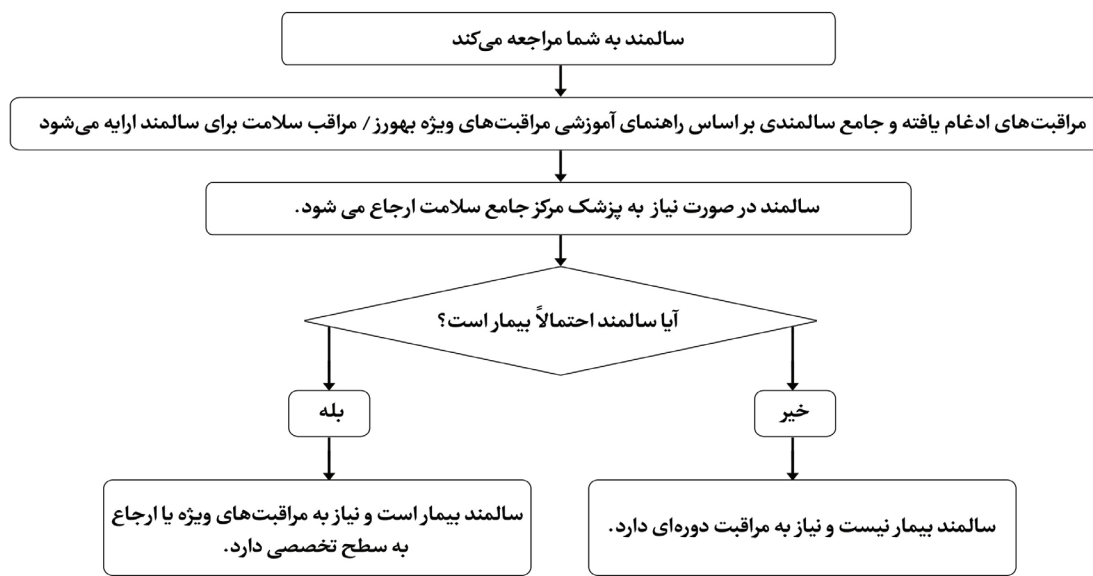 سالمند به شما مراجعه می‌کند
مراقبت‌های ادغام یافته و جامع سالمندی بر اساس راهنمای آموزشی مراقبت‌های ویژه بهورز / مراقب سلامت برای سالمند ارایه می‌شود
سالمند در صورت نیاز به پزشک مرکز جامع سلامت ارجاع می شود.
آیا سالمند احتمالاً بیمار است؟
خیر
بله
سالمند بیمار نیست و نیاز به مراقبت دوره‌ای دارد.
سالمند بیمار است و نیاز به مراقبت‌های ویژه یا ارجاع
به سطح تخصصی دارد.